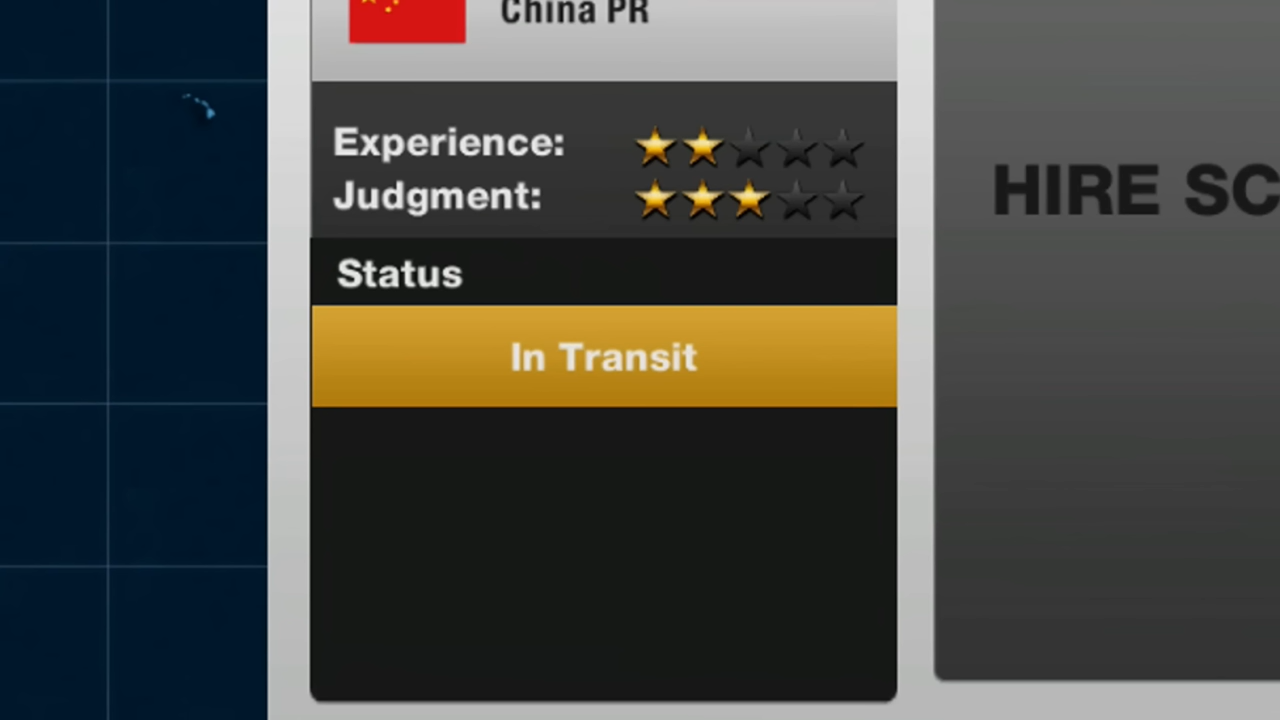 China PR
Experience:
Judgment:
Status
In Transit
HIRE SC